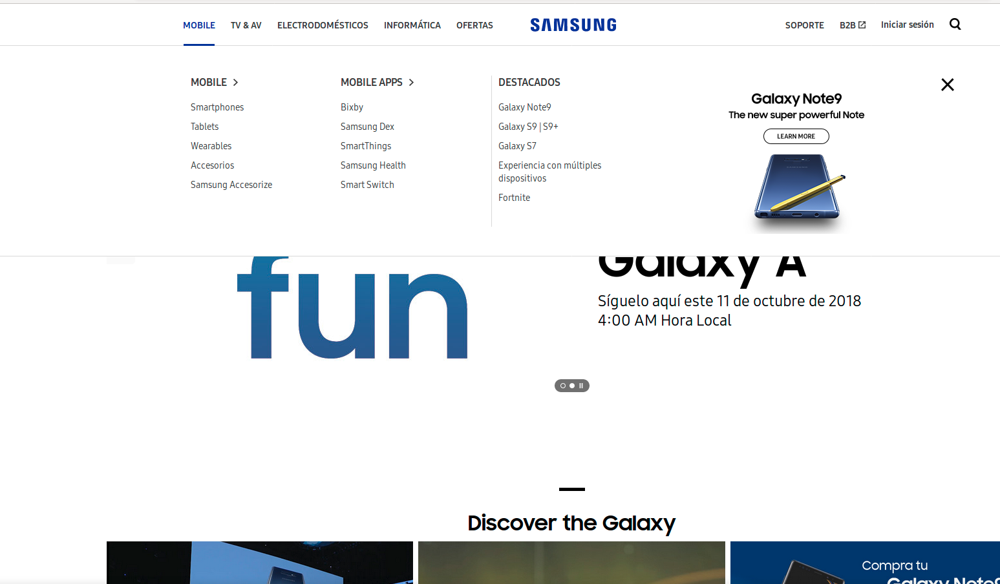 MOBILE
TV & AV
ELECTRODOMÉSTICOS
INFORMÁTICA
OFERTAS
SAMSUNG
SOPORTE
B2B
Iniciar sesión
MOBILE
Smartphones
Tablets
Wearables
Accesorios
Samsung Accesorize
MOBILE APPS
Bixby
Samsung Dex
SmartThings
Samsung Health
Smart Switch
DESTACADOS
Galaxy Note9
Galaxy S9 | S9+
Galaxy S7
Experiencia con múltiples
dispositivos
Fortnite
Galaxy Note9
The new super powerful Note
LEARN MORE
fun
Galaxy A
Síguelo aquí este 11 de octubre de 2018
4:00 AM Hora Local
Discover the Galaxy
Compra tu
Galaxy Note9